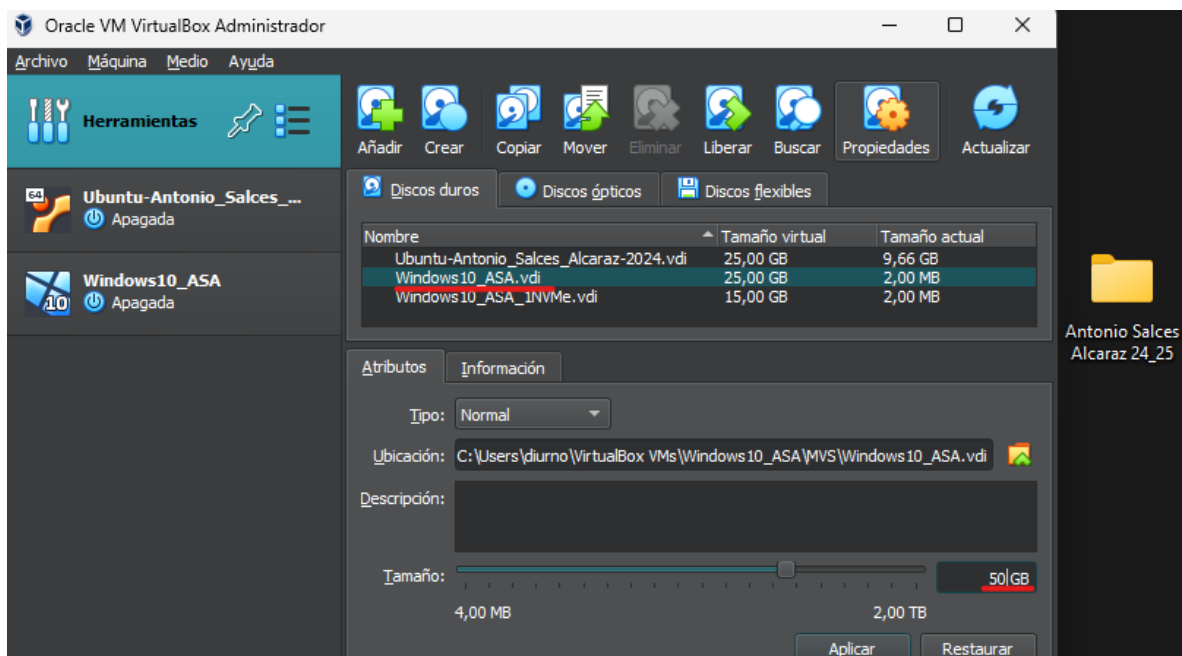 Oracle VM VirtualBox Administrador
Archivo Máquina Medio Ayuda
Herramientas
Añadir Crear Copiar Mover Eliminar Liberar Buscar Propiedades Actualizar
64
Ubuntu-Antonio_Salces_...
Apagada
10
Windows10_ASA
Apagada
Discos duros Discos ópticos Discos flexibles
Nombre Tamaño virtual Tamaño actual
Ubuntu-Antonio_Salces_Alcaraz-2024.vdi 25,00 GB 9,66 GB
Windows10_ASA.vdi 25,00 GB 2,00 MB
Windows10_ASA_1NVMe.vdi 15,00 GB 2,00 MB
Antonio Salces
Alcaraz 24_25
Atributos Información
Tipo: Normal
Ubicación: C:\Users\diurno\VirtualBox VMs\Windows10_ASA\MVS\Windows10_ASA.vdi
Descripción:
Tamaño: 50 GB
4,00 MB 2,00 TB
Aplicar Restaurar